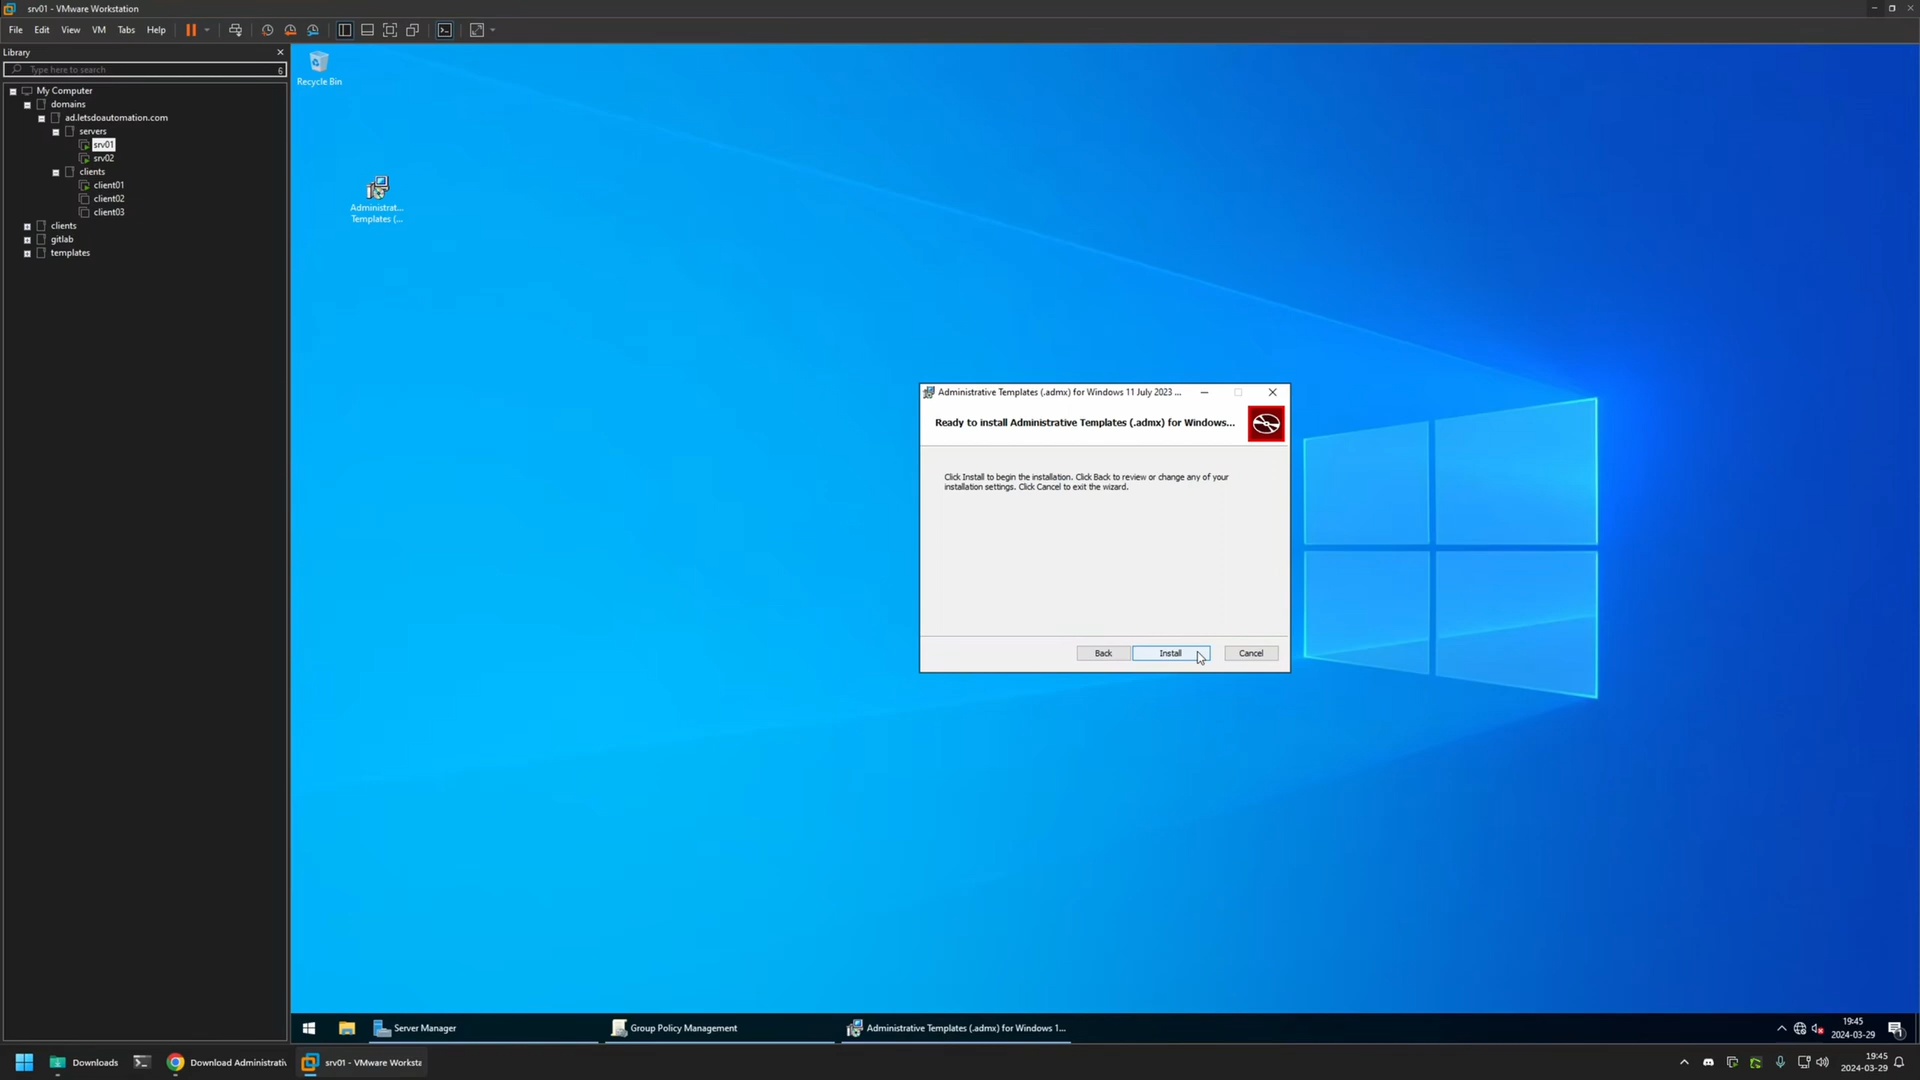 srv01 - VMware Workstation
File Edit View VM Tabs Help
Library
Type here to search
6
My Computer
domains
ad.letsdoautomation.com
servers
srv01
srv02
clients
client01
client02
client03
clients
gitlab
templates
Recycle Bin
Administrat...
Templates (...
Administrative Templates (.admx) for Windows 11 July 2023 ...
Ready to install Administrative Templates (.admx) for Windows...
Click Install to begin the installation. Click Back to review or change any of your
installation settings. Click Cancel to exit the wizard.
Back
Install
Cancel
Server Manager
Group Policy Management
Administrative Templates (.admx) for Windows 1...
19:45
2024-03-29
1
Downloads
Download Administrativ
srv01 - VMware Worksta
19:45
2024-03-29